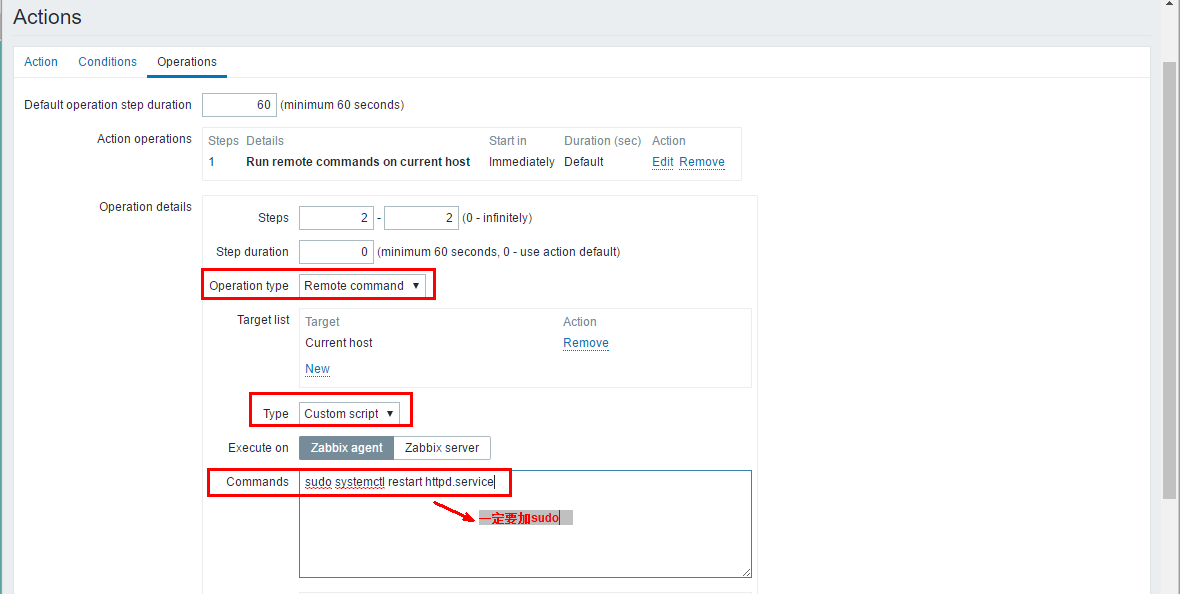 Actions
Action Conditions Operations
Default operation step duration 60 (minimum 60 seconds)
Action operations Steps Details Start in Duration (sec) Action
1 Run remote commands on current host Immediately Default Edit Remove
Operation details
Steps 2 - 2 (0 - infinitely)
Step duration 0 (minimum 60 seconds, 0 - use action default)
Operation type Remote command
Target list Target Action
Current host Remove
New
Type Custom script
Execute on Zabbix agent Zabbix server
Commands sudo systemctl restart httpd.service
一定要加sudo